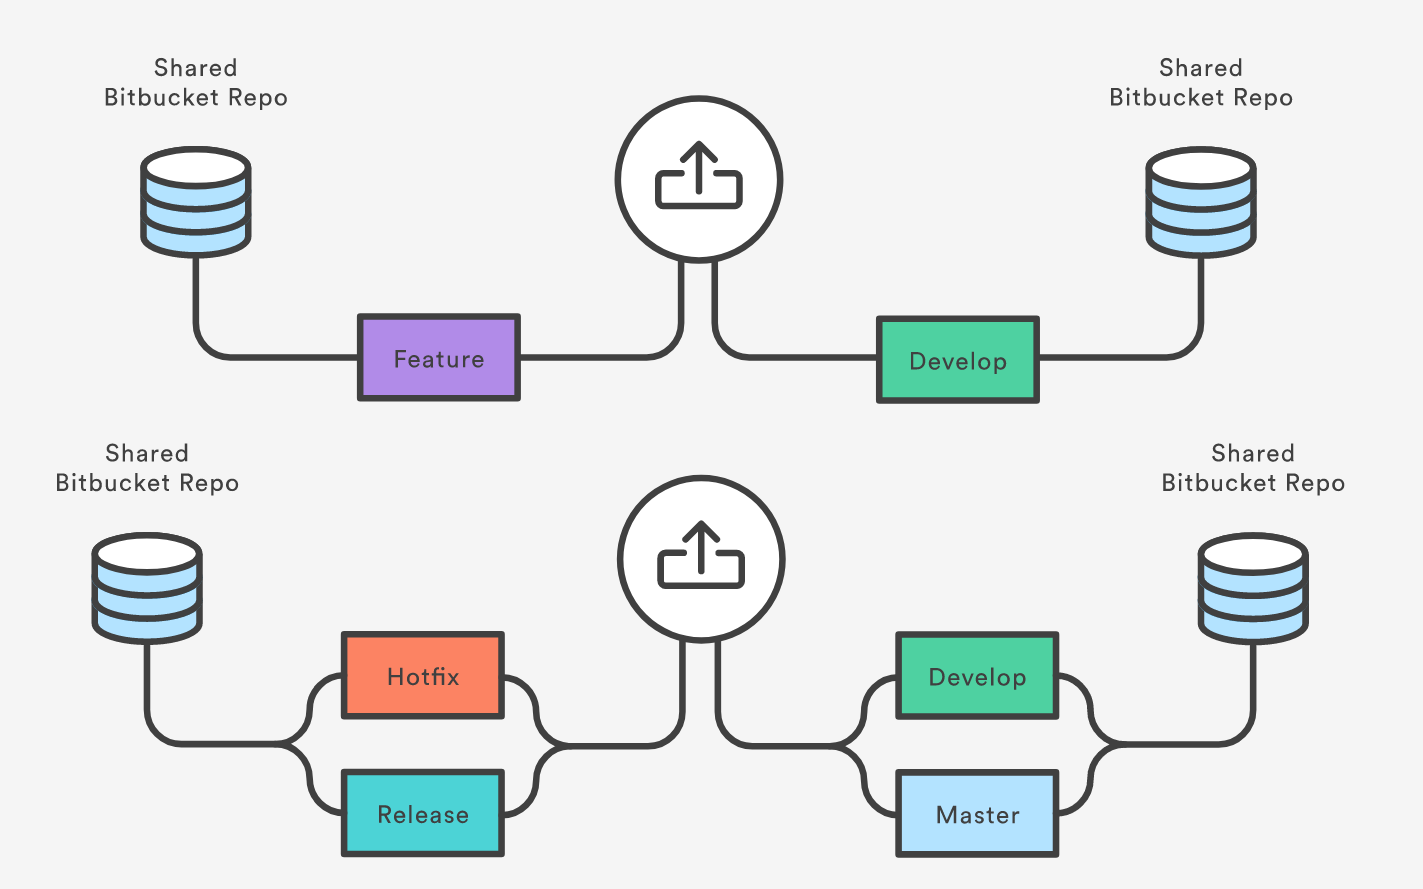 Shared
Bitbucket Repo
Shared
Bitbucket Repo
Feature
Develop
Shared
Bitbucket Repo
Shared
Bitbucket Repo
Hotfix
Develop
Release
Master